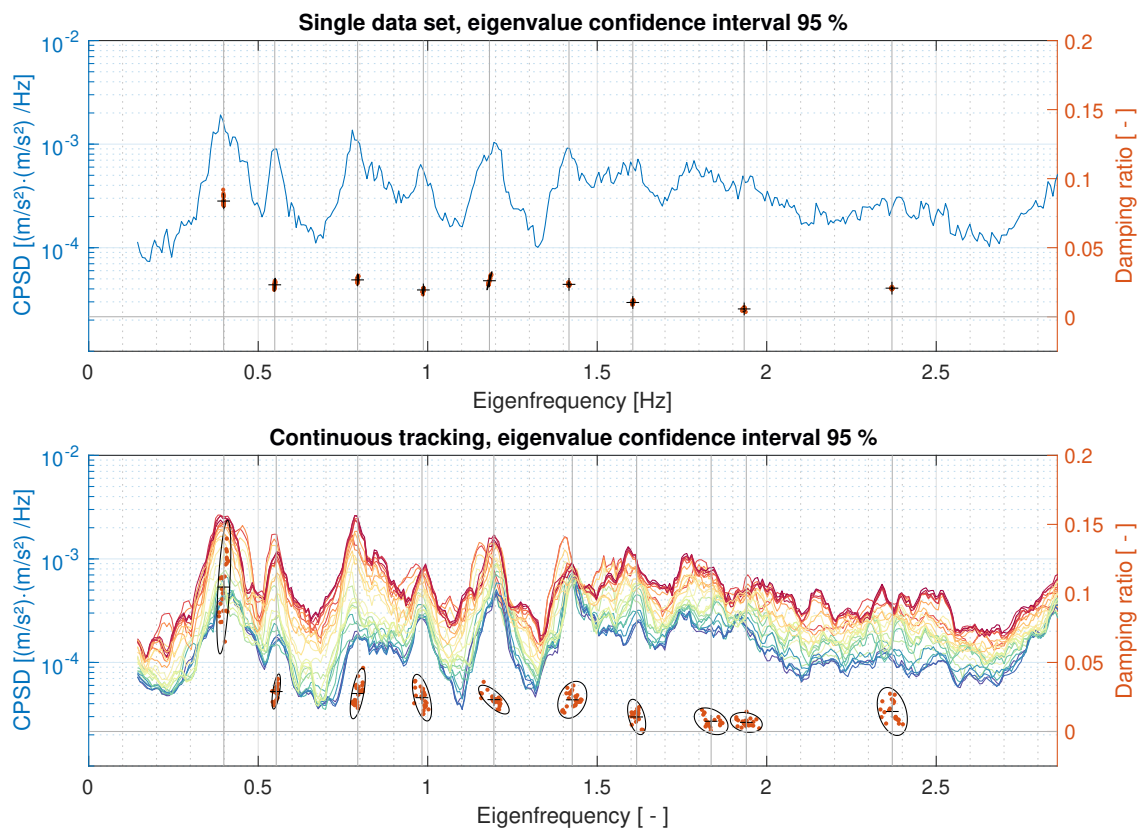 Single data set, eigenvalue confidence interval 95 %
10⁻²
10⁻³
10⁻⁴
CPSD [(m/s²)·(m/s²) /Hz]
0.2
0.15
0.1
0.05
0
Damping ratio [ - ]
0 0.5 1 1.5 2 2.5
Eigenfrequency [Hz]
Continuous tracking, eigenvalue confidence interval 95 %
10⁻²
10⁻³
10⁻⁴
CPSD [(m/s²)·(m/s²) /Hz]
0.2
0.15
0.1
0.05
0
Damping ratio [ - ]
0 0.5 1 1.5 2 2.5
Eigenfrequency [ - ]